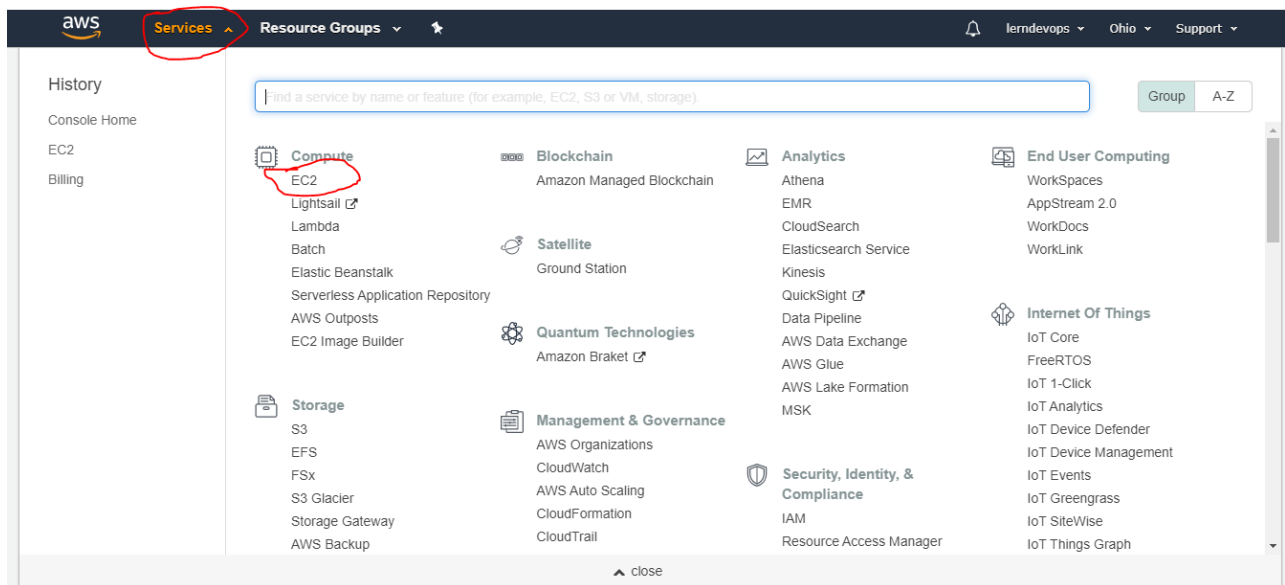 aws
Services
Resource Groups
lerndevops
Ohio
Support
History
Console Home
EC2
Billing
Find a service by name or feature (for example, EC2, S3 or VM, storage).
Group
A-Z
Compute
EC2
Lightsail
Lambda
Batch
Elastic Beanstalk
Serverless Application Repository
AWS Outposts
EC2 Image Builder
Storage
S3
EFS
FSx
S3 Glacier
Storage Gateway
AWS Backup
Blockchain
Amazon Managed Blockchain
Satellite
Ground Station
Quantum Technologies
Amazon Braket
Management & Governance
AWS Organizations
CloudWatch
AWS Auto Scaling
CloudFormation
CloudTrail
Analytics
Athena
EMR
CloudSearch
Elasticsearch Service
Kinesis
QuickSight
Data Pipeline
AWS Data Exchange
AWS Glue
AWS Lake Formation
MSK
Security, Identity, &
Compliance
IAM
Resource Access Manager
End User Computing
WorkSpaces
AppStream 2.0
WorkDocs
WorkLink
Internet Of Things
IoT Core
FreeRTOS
IoT 1-Click
IoT Analytics
IoT Device Defender
IoT Device Management
IoT Events
IoT Greengrass
IoT SiteWise
IoT Things Graph
close